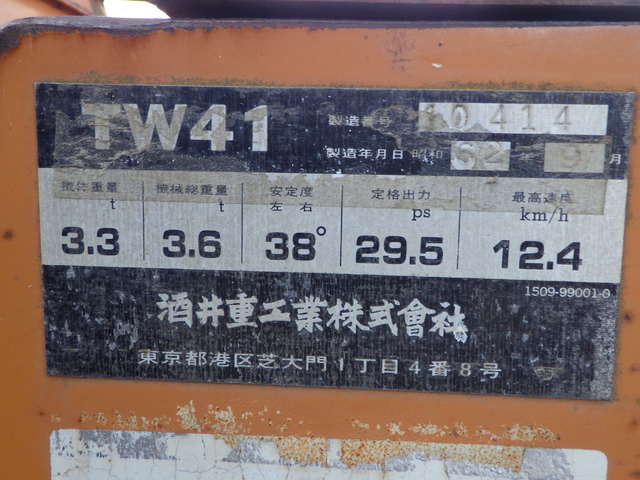 TW41
製造番号 10414
製造年月日 昭和 62 年 9 月
機体重量 機械総重量 安定度 定格出力 最高速度
t t 左 右 ps km/h
3.3 3.6 38° 29.5 12.4
1509-99001-0
酒井重工業株式會社
東京都港区芝大門1丁目4番8号